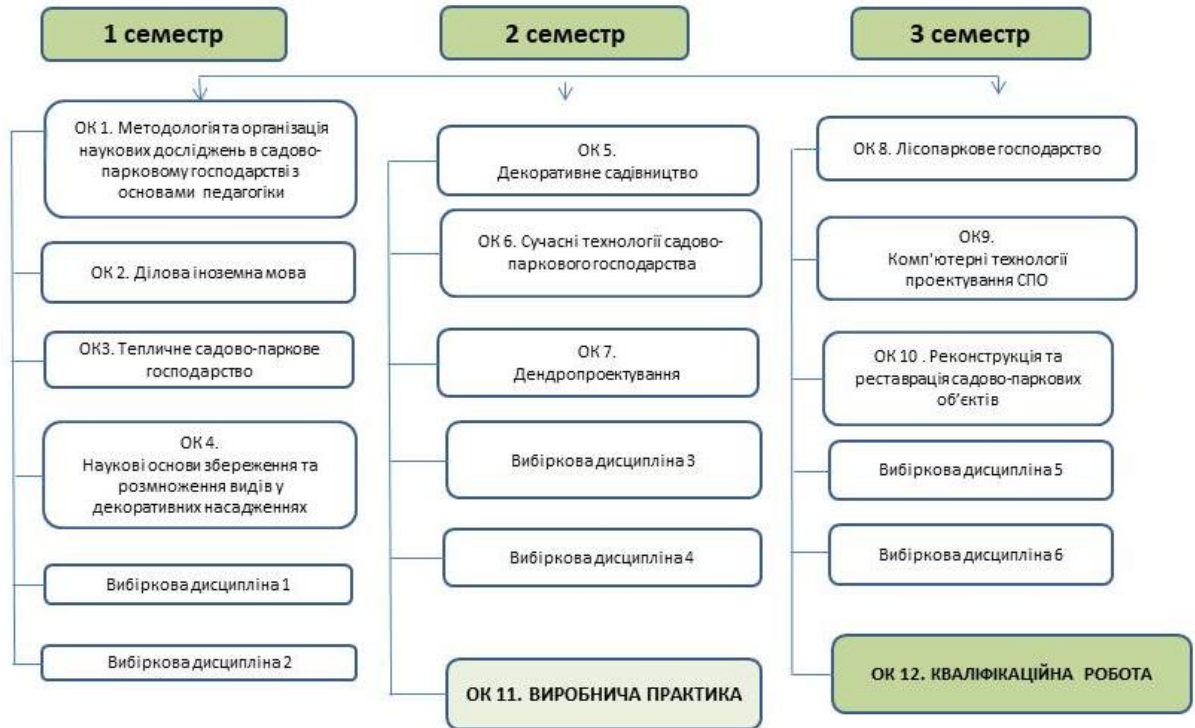 1 семестр
2 семестр
3 семестр
ОК 1. Методологія та організація
наукових досліджень в садово-
парковому господарстві з
основами педагогіки
ОК 2. Ділова іноземна мова
ОК3. Тепличне садово-паркове
господарство
ОК 4.
Наукові основи збереження та
розмноження видів у
декоративних насадженнях
Вибіркова дисципліна 1
Вибіркова дисципліна 2
ОК 5.
Декоративне садівництво
ОК 6. Сучасні технології садово-
паркового господарства
ОК 7.
Дендропроектування
Вибіркова дисципліна 3
Вибіркова дисципліна 4
ОК 11. ВИРОБНИЧА ПРАКТИКА
ОК 8. Лісопаркове господарство
ОК9.
Комп'ютерні технології
проектування СПО
ОК 10 . Реконструкція та
реставрація садово-паркових
об’єктів
Вибіркова дисципліна 5
Вибіркова дисципліна 6
ОК 12. КВАЛІФІКАЦІЙНА РОБОТА